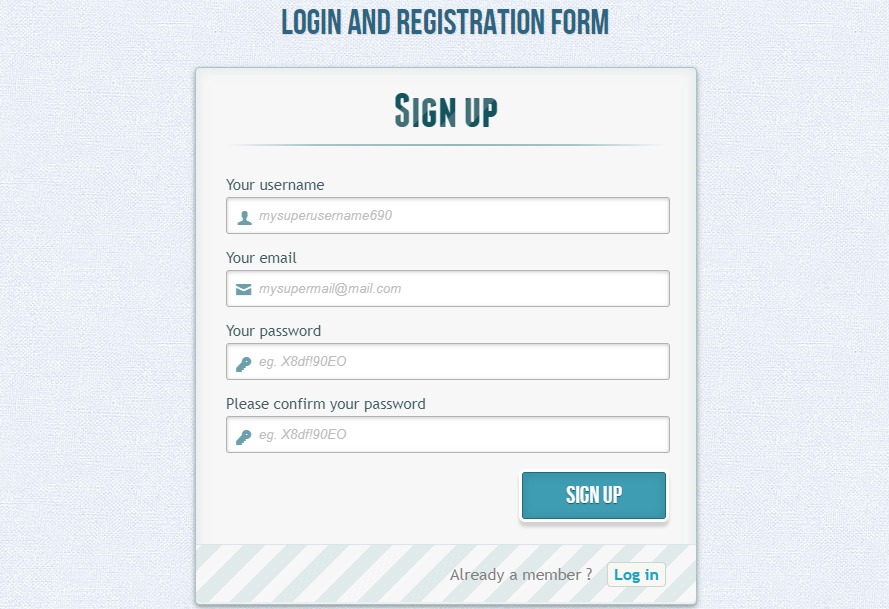 LOGIN AND REGISTRATION FORM
Sign up
Your username
mysuperusername690
Your email
mysupermail@mail.com
Your password
eg. X8df!90EO
Please confirm your password
eg. X8df!90EO
SIGN UP
Already a member ? Log in